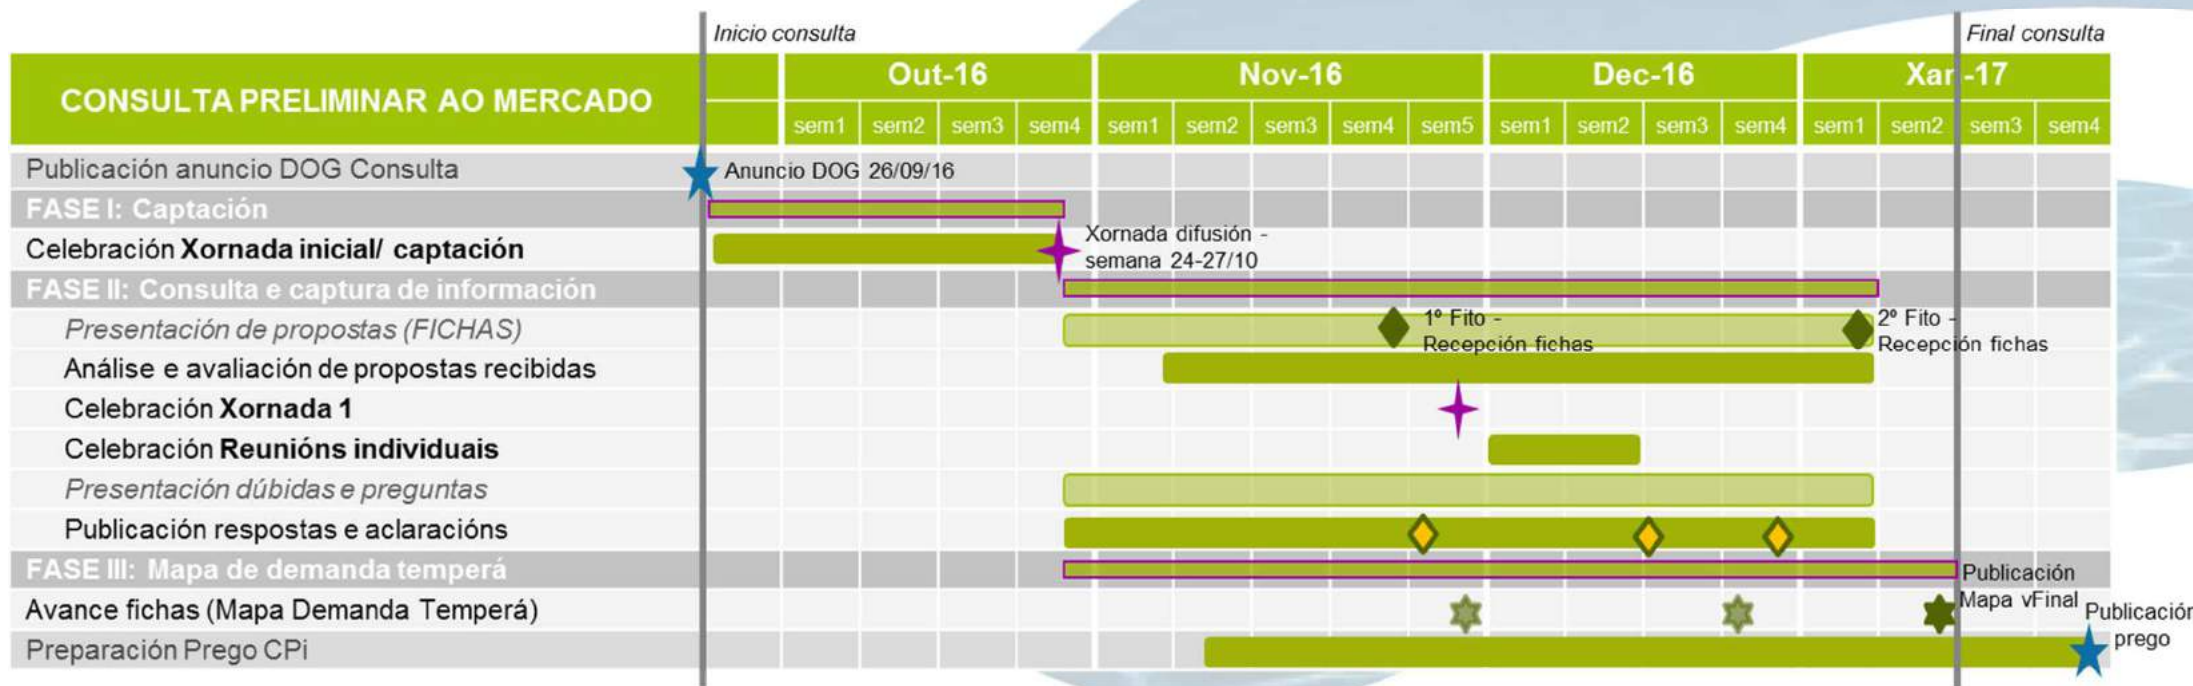 Inicio consulta
Final consulta
CONSULTA PRELIMINAR AO MERCADO
Out-16 Nov-16 Dec-16 Xan-17
sem1 sem2 sem3 sem4 sem1 sem2 sem3 sem4 sem5 sem1 sem2 sem3 sem4 sem1 sem2 sem3 sem4
Publicación anuncio DOG Consulta
Anuncio DOG 26/09/16
FASE I: Captación
Celebración Xornada inicial/ captación
Xornada difusión -
semana 24-27/10
FASE II: Consulta e captura de información
Presentación de propostas (FICHAS)
1º Fito -
Recepción fichas
2º Fito -
Recepción fichas
Análise e avaliación de propostas recibidas
Celebración Xornada 1
Celebración Reunións individuais
Presentación dúbidas e preguntas
Publicación respostas e aclaracións
FASE III: Mapa de demanda temperá
Publicación
Mapa vFinal
Avance fichas (Mapa Demanda Temperá)
Publicación
prego
Preparación Prego CPi